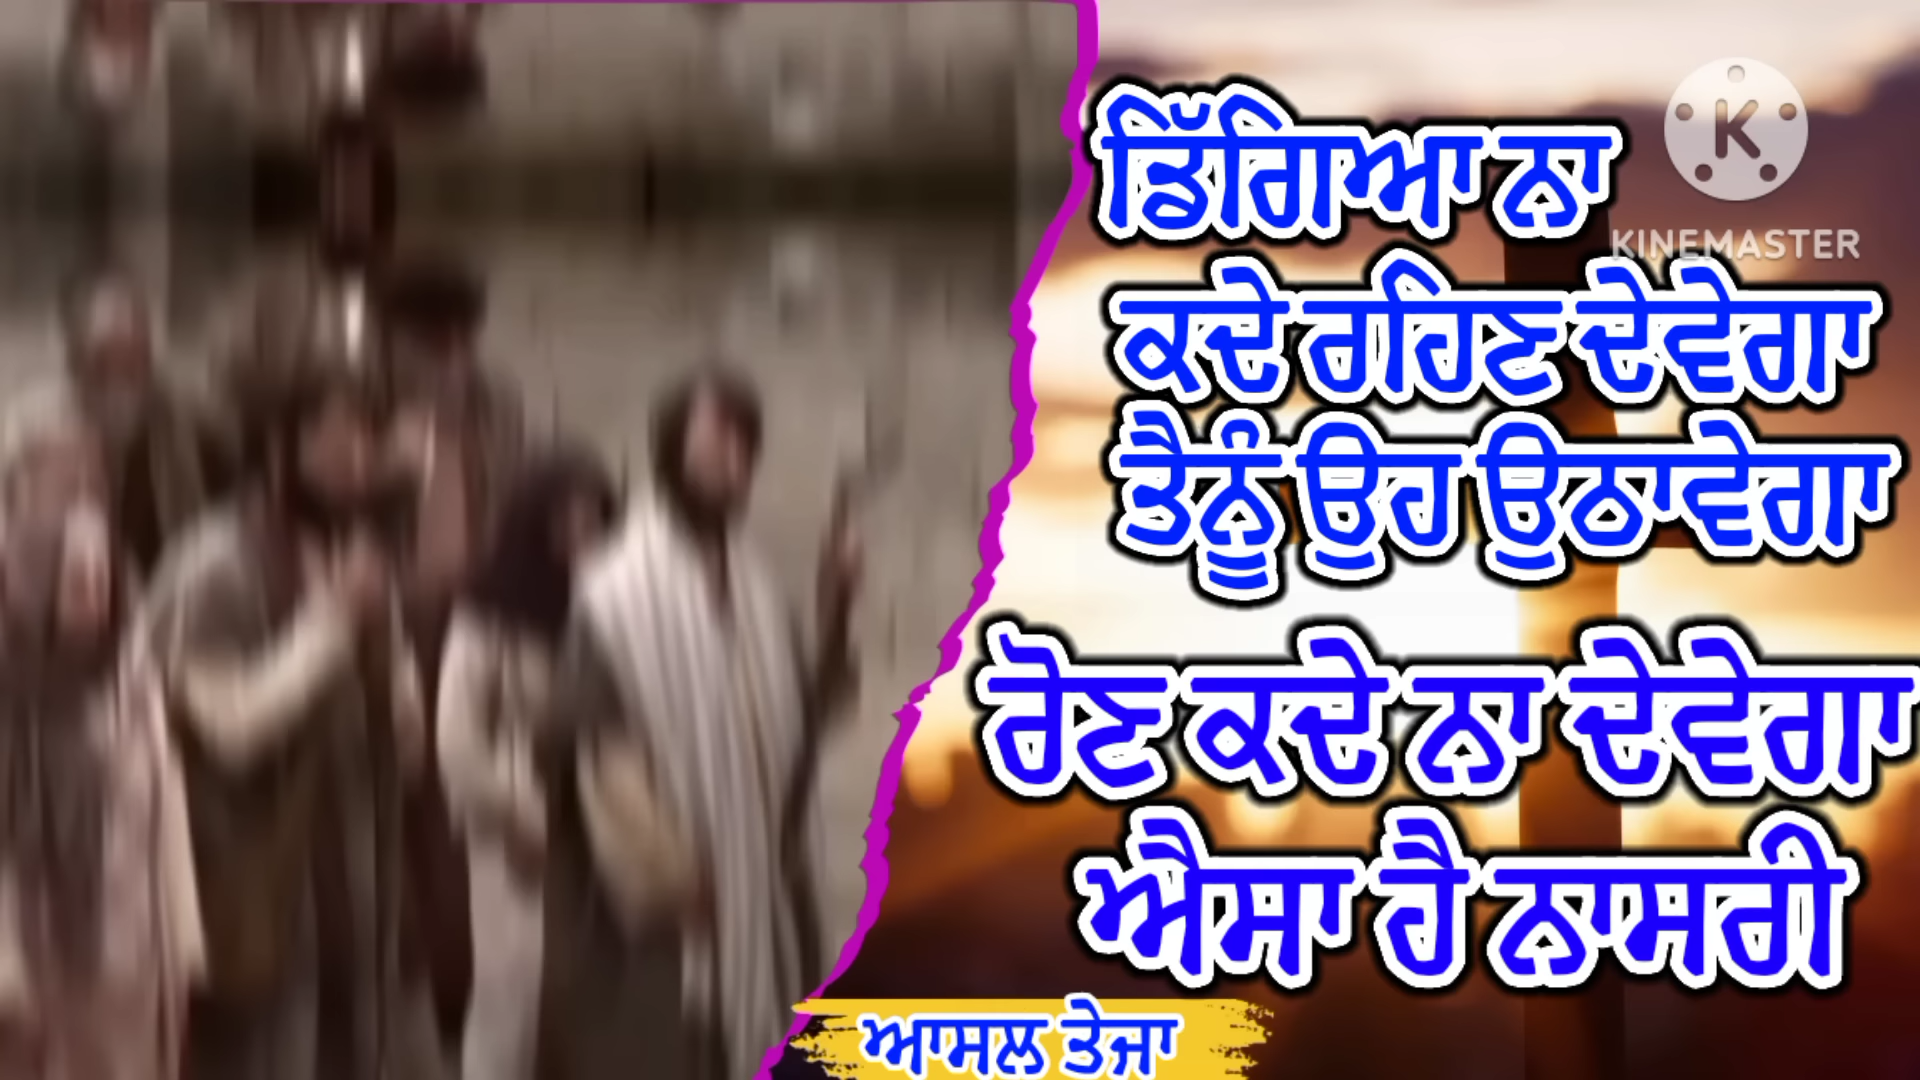 ਡਿੱਗਿਆ ਨਾ
ਕਦੇ ਰਹਿਣ ਦੇਵੇਗਾ
ਤੈਨੂੰ ਉਹ ਉਠਾਵੇਗਾ
ਰੋਣ ਕਦੇ ਨਾ ਦੇਵੇਗਾ
ਐਸਾ ਹੈ ਨਾਸਰੀ
ਆਸਲ ਤੇਜਾ
K
KINEMASTER